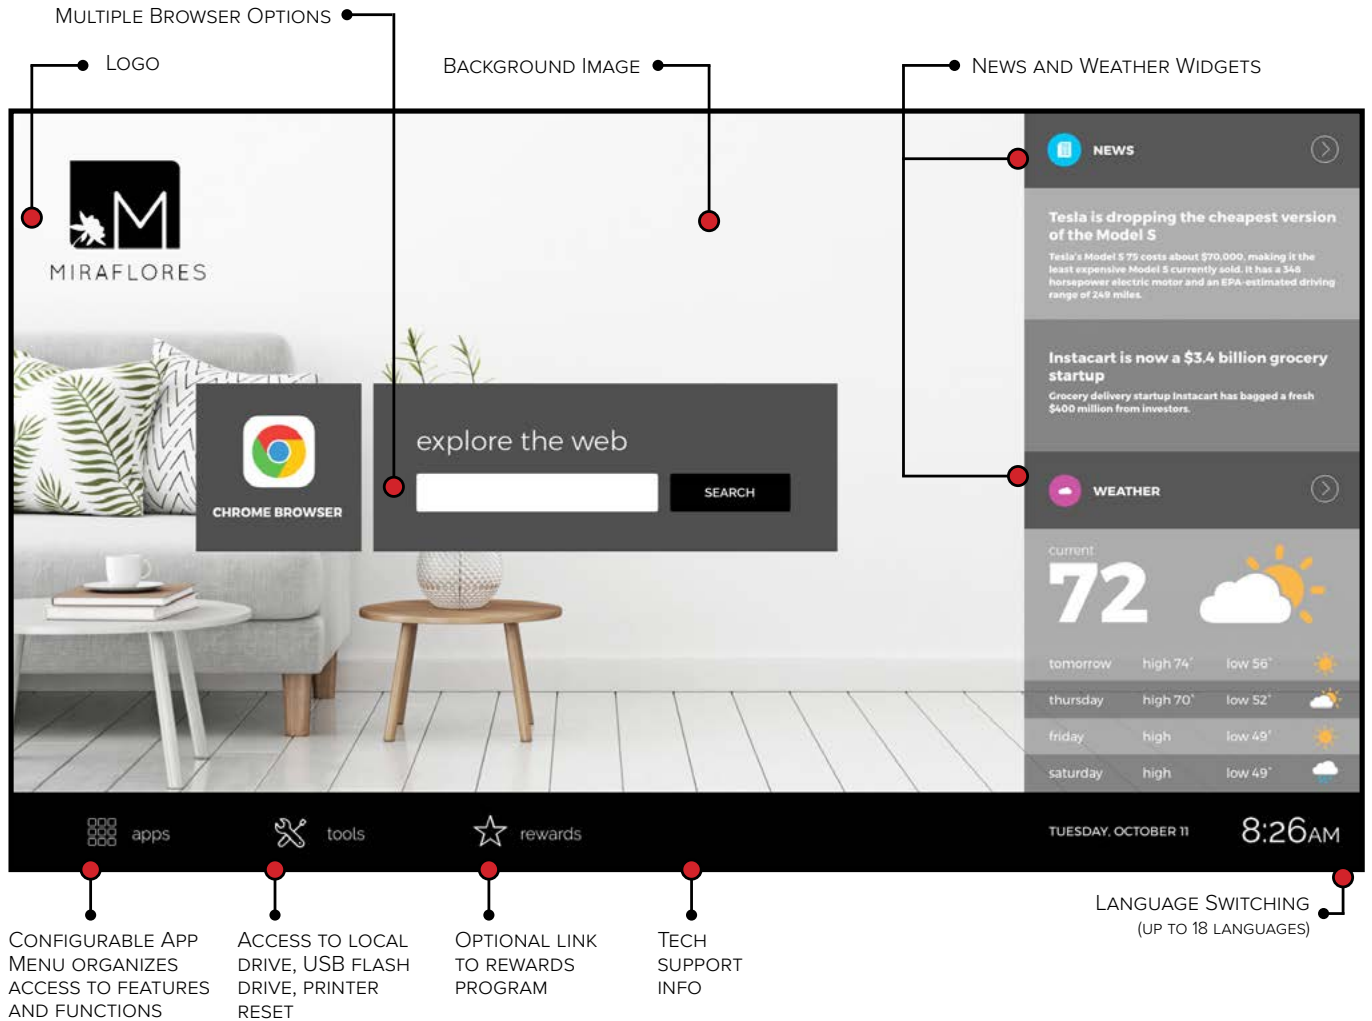 MULTIPLE BROWSER OPTIONS
LOGO
BACKGROUND IMAGE
NEWS AND WEATHER WIDGETS
M
MIRAFLORES
NEWS
Tesla is dropping the cheapest version
of the Model S
Tesla's Model S 75 costs about $70,000, making it the
least expensive Model S currently sold. It has a 348
horsepower electric motor and an EPA-estimated driving
range of 249 miles.
Instacart is now a $3.4 billion grocery
startup
Grocery delivery startup Instacart has bagged a fresh
$400 million from investors.
CHROME BROWSER
explore the web
SEARCH
WEATHER
current
72
tomorrow high 74° low 56°
thursday high 70° low 52°
friday high low 49°
saturday high low 49°
apps
tools
rewards
TUESDAY, OCTOBER 11
8:26AM
CONFIGURABLE APP
MENU ORGANIZES
ACCESS TO FEATURES
AND FUNCTIONS
ACCESS TO LOCAL
DRIVE, USB FLASH
DRIVE, PRINTER
RESET
OPTIONAL LINK
TO REWARDS
PROGRAM
TECH
SUPPORT
INFO
LANGUAGE SWITCHING
(UP TO 18 LANGUAGES)